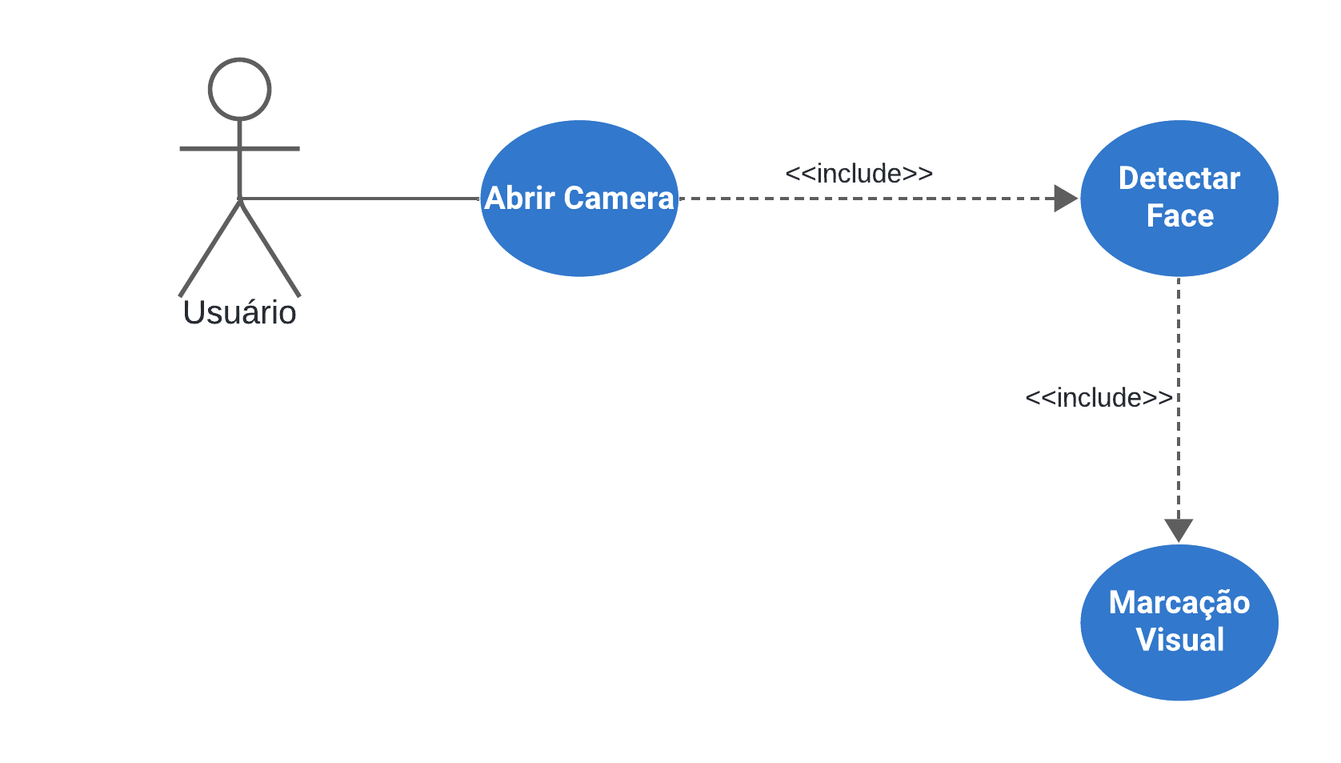 Usuário
Abrir Camera
<<include>>
Detectar
Face
<<include>>
Marcação
Visual